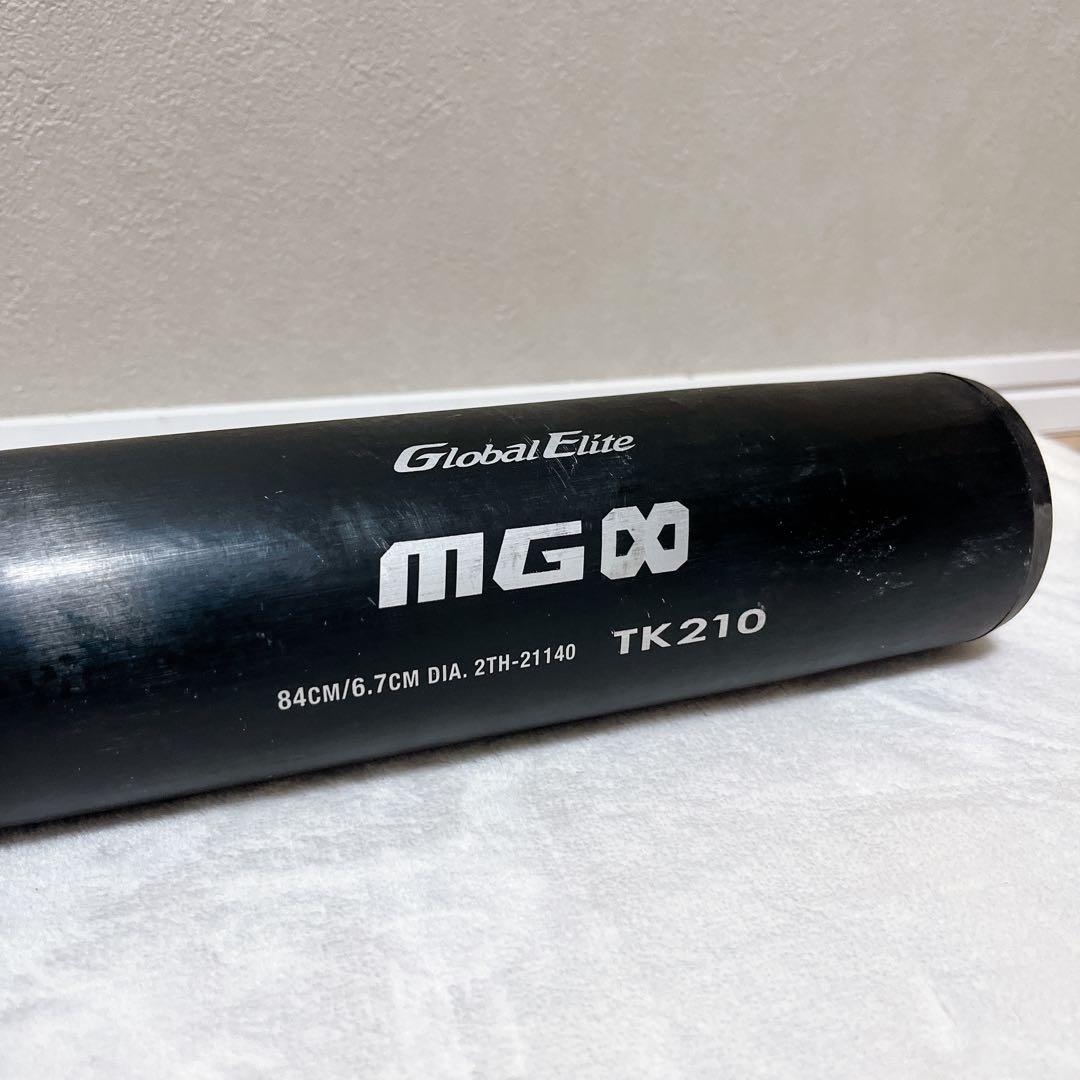 Global Elite
MG∞
TK210
84CM/6.7CM DIA. 2TH-21140